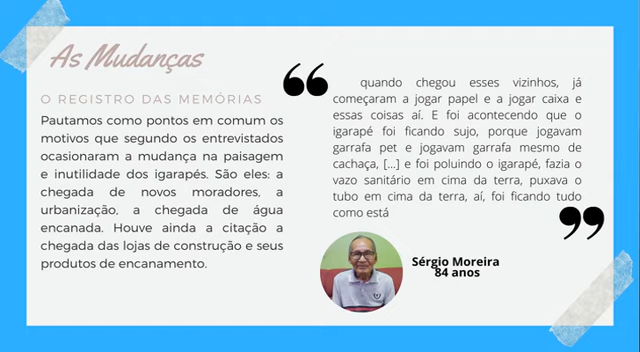 As Mudanças
O REGISTRO DAS MEMÓRIAS
Pautamos como pontos em comum os
motivos que segundo os entrevistados
ocasionaram a mudança na paisagem
e inutilidade dos igarapés. São eles: a
chegada de novos moradores, a
urbanização, a chegada de água
encanada. Houve ainda a citação a
chegada das lojas de construção e seus
produtos de encanamento.
“
quando chegou esses vizinhos, já
começaram a jogar papel e a jogar caixa e
essas coisas aí. E foi acontecendo que o
igarapé foi ficando sujo, porque jogavam
garrafa pet e jogavam garrafa mesmo de
cachaça, [...] e foi poluindo o igarapé, fazia o
vazo sanitário em cima da terra, puxava o
tubo em cima da terra, aí, foi ficando tudo
como está
”
Sérgio Moreira
84 anos